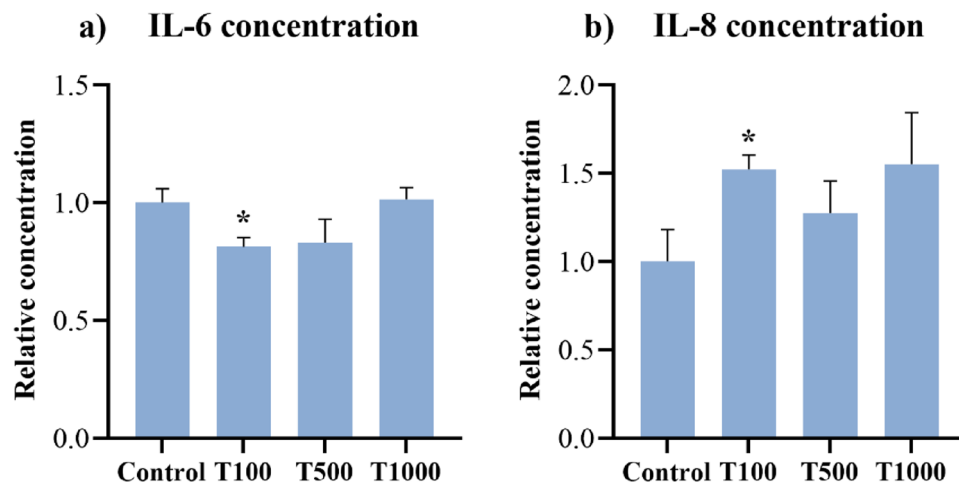 a) IL-6 concentration
Relative concentration
1.5
1.0
0.5
0.0
*
Control T100 T500 T1000
b) IL-8 concentration
Relative concentration
2.0
1.5
1.0
0.5
0.0
*
Control T100 T500 T1000